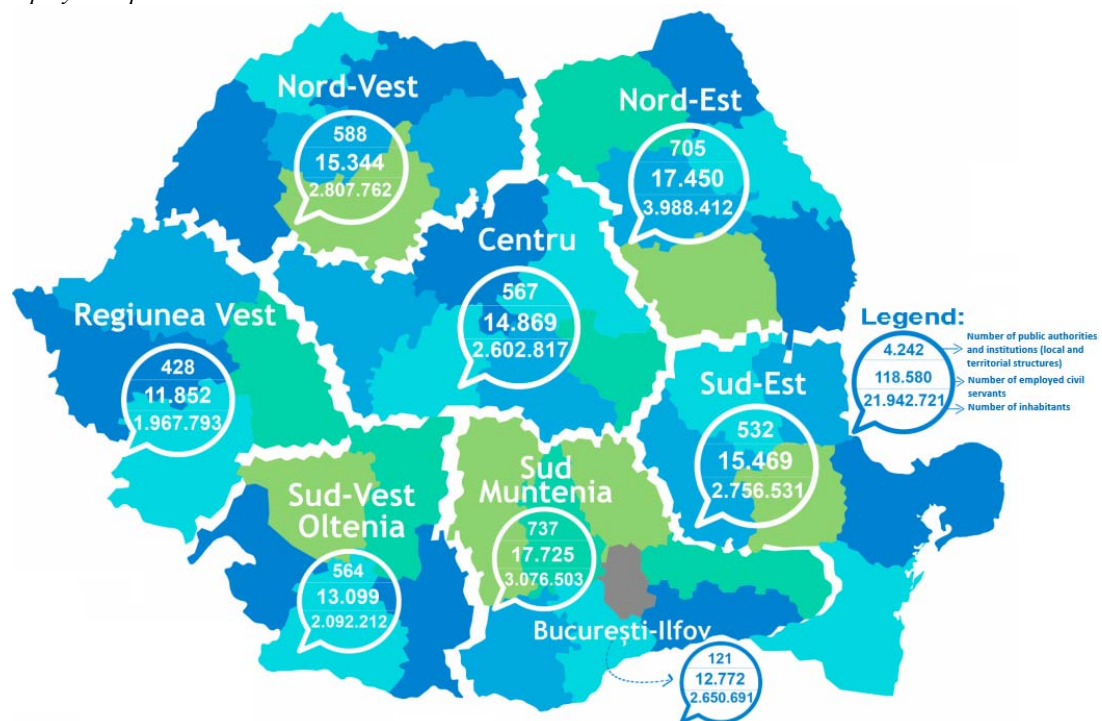 Nord-Vest
588
15.344
2.807.762
Nord-Est
705
17.450
3.988.412
Centru
567
14.869
2.602.817
Regiunea Vest
428
11.852
1.967.793
Legend:
4.242
118.580
21.942.721
Number of public authorities
and institutions (local and
territorial structures)
Number of employed civil
servants
Number of inhabitants
Sud-Est
532
15.469
2.756.531
Sud-Vest
Oltenia
564
13.099
2.092.212
Sud
Muntenia
737
17.725
3.076.503
București-Ilfov
121
12.772
2.650.691